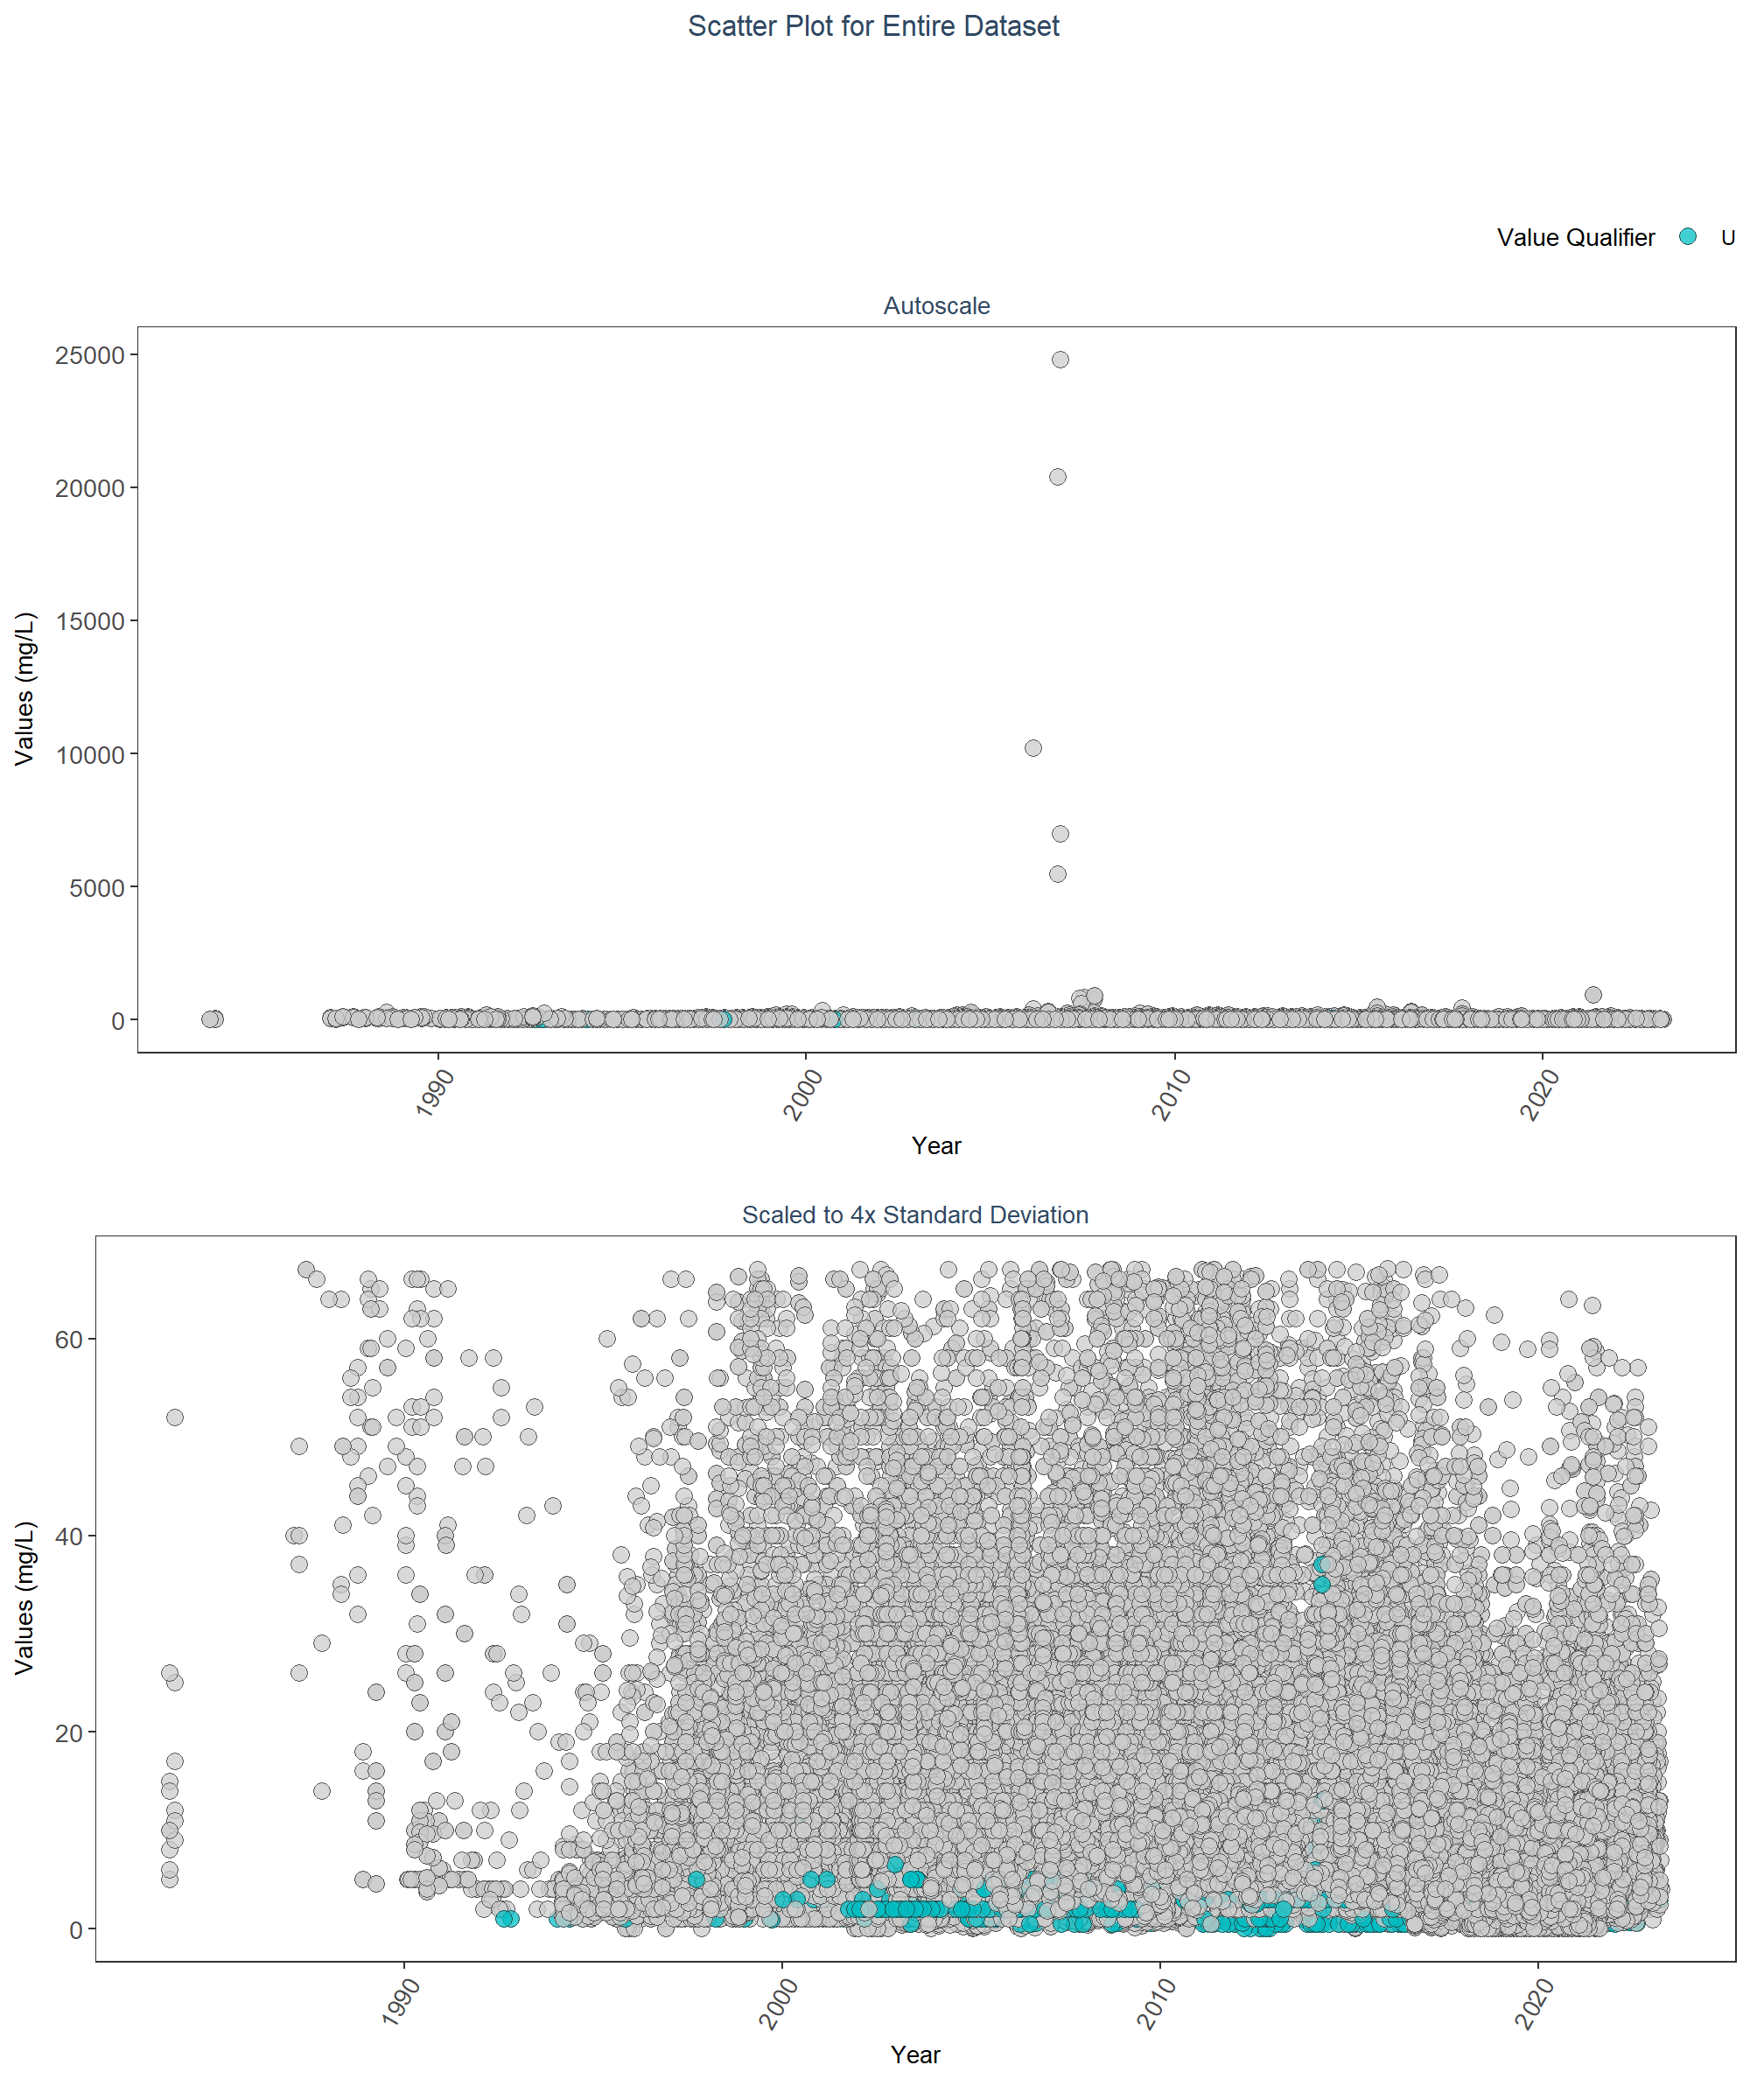 Scatter Plot for Entire Dataset
Value Qualifier U
Autoscale
25000
20000
15000
10000
5000
0
Values (mg/L)
1990 2000 2010 2020
Year
Scaled to 4x Standard Deviation
60
40
20
0
Values (mg/L)
1990 2000 2010 2020
Year